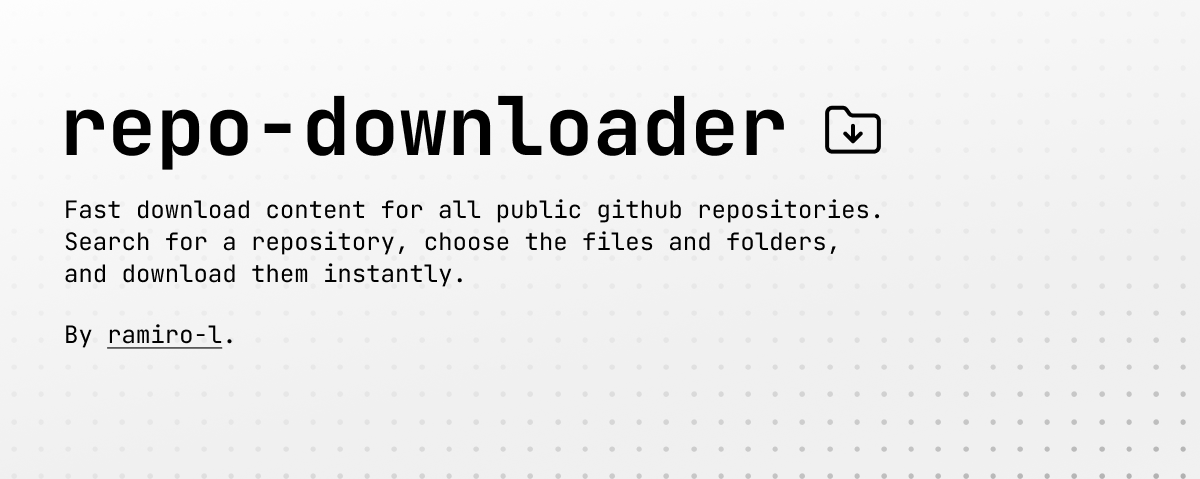 repo-downloader
Fast download content for all public github repositories.
Search for a repository, choose the files and folders,
and download them instantly.
By ramiro-l.